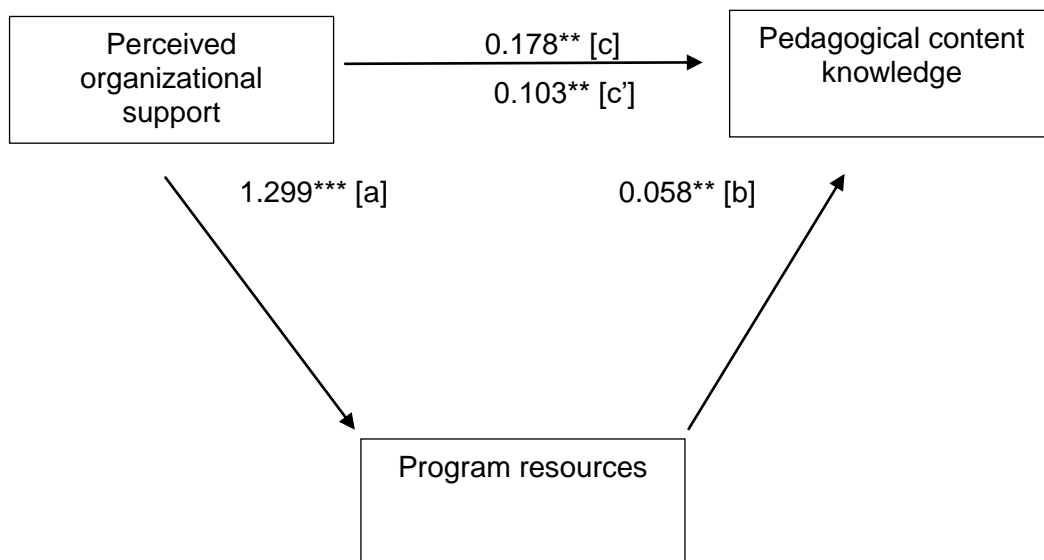 Perceived
organizational
support
0.178** [c]
0.103** [c’]
Pedagogical content
knowledge
1.299*** [a]
0.058** [b]
Program resources